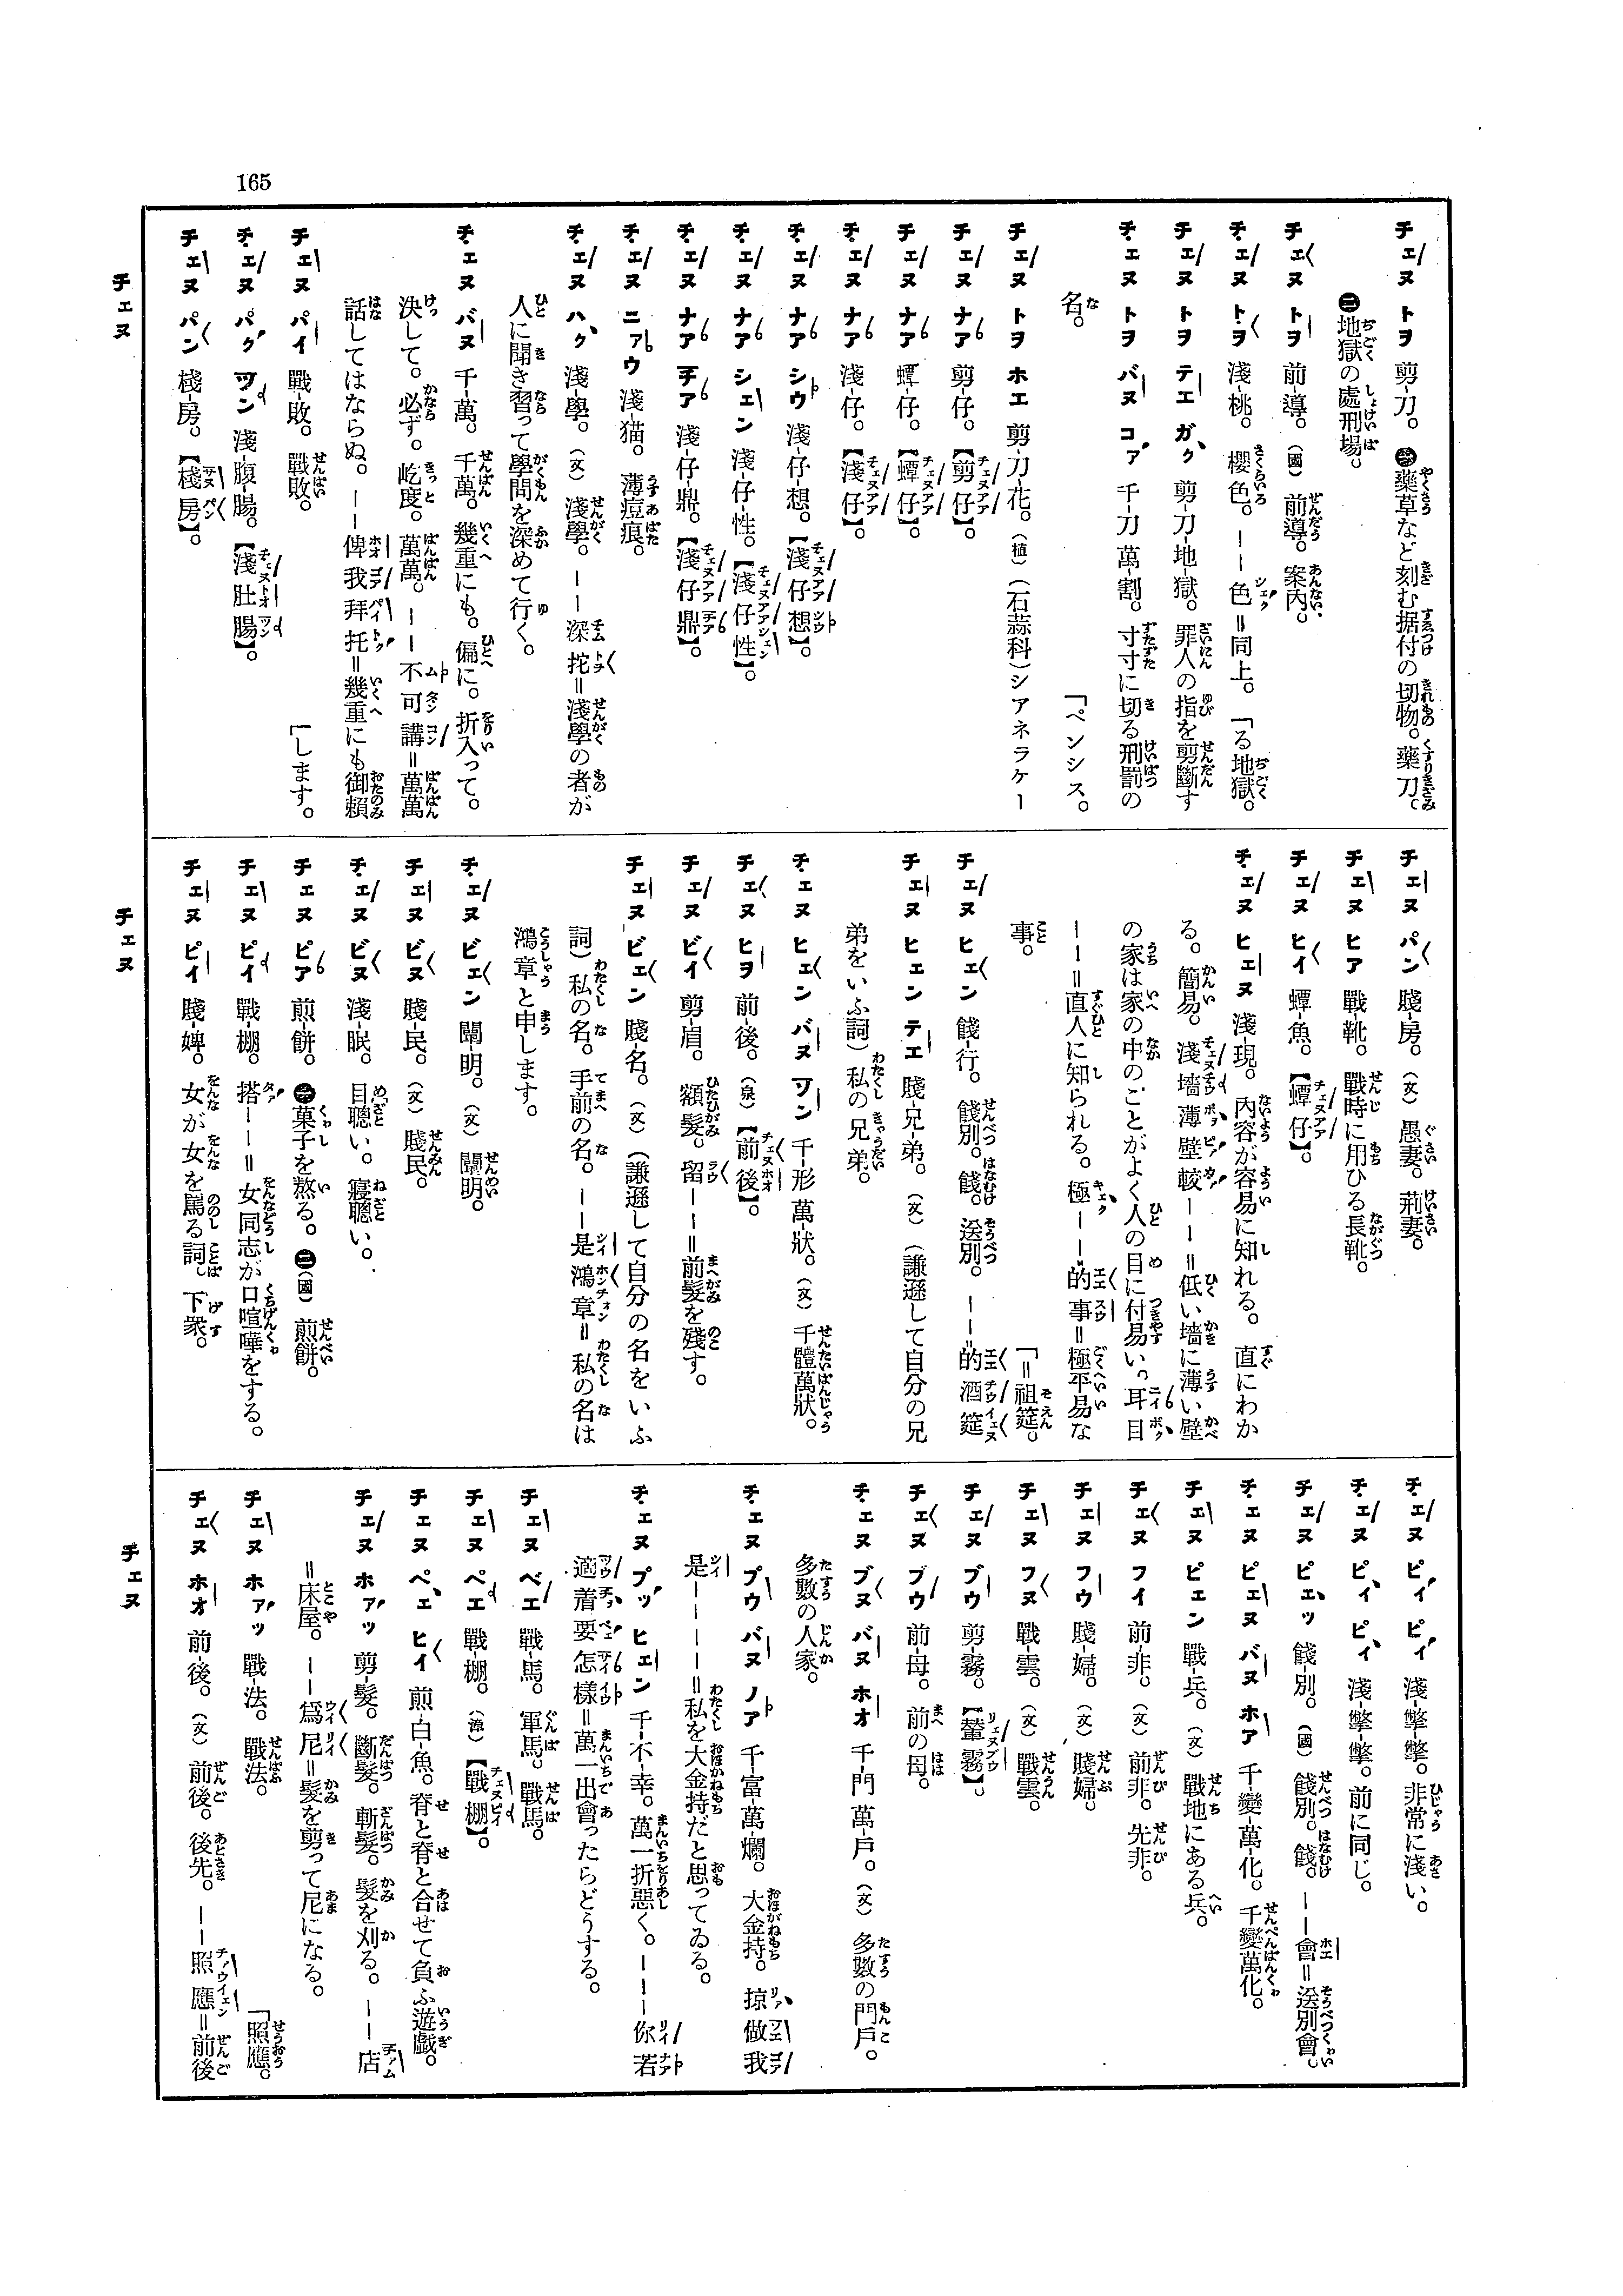 165
チェヌ
チェヌ トヲ 剪-刀。㊀藥草など刻む据付の切物。藥刀。
㊁地獄の處刑場。
チェヌ トヲ 前-導。(國)前導。案內。
チェヌ トヲ 淺-桃。櫻色。――色=同上。「る地獄。
チェヌ トヲ テエ ガク 剪-刀-地-獄。罪人の指を剪斷す
チェヌ トヲ バヌ コァ 千-刀 萬-割。寸寸に切る刑罰の
名。「ペンシス。
チェヌ トヲ ホエ 剪-刀-花。(植)(石蒜科)シアネラケー
チェヌ ナア 剪-仔。【剪仔】。
チェヌ ナア 蟳-仔。【蟳仔】。
チェヌ ナア 淺-仔。【淺仔】。
チェヌ ナア シウ 淺-仔-想。【淺仔想】。
チェヌ ナア シェン 淺-仔-性。【淺仔性】。
チェヌ ナア チア 淺-仔-鼎。【淺仔鼎】。
チェヌ ニアウ 淺-猫。薄痘痕。
チェヌ ハク 淺-學。(文)淺學。――深挓=淺學の者が
人に聞き習って學問を深めて行く。
チェヌ バヌ 千-萬。千萬。幾重にも。偏に。折入って。
決して。必ず。屹度。萬萬。――不可講=萬萬
話してはならぬ。――俾我拜托=幾重にも御賴
「します。
チェヌ パイ 戰-敗。戰敗。
チェヌ パク ツン 淺-腹-腸。【淺肚腸】。
チェヌ パン 棧-房。【棧房】。
チェヌ
チェヌ パン 賤-房。(文)愚妻。荊妻。
チェヌ ヒア 戰-靴。戰時に用ひる長靴。
チェヌ ヒイ 蟳-魚。【蟳仔】。
チェヌ ヒェヌ 淺-現。內容が容易に知れる。直にわか
る。簡易。淺墻薄壁較――=低い墻に薄い壁
の家は家の中のことがよく人の目に付易い。耳目
――=直人に知られる。極――的事=極平易な
事。「=祖筵。
チェヌ ヒェン 餞-行。餞別。餞。送別。――的酒筵
チェヌ ヒェン テエ 賤-兄-弟。(文)(謙遜して自分の兄
弟をいふ詞)私の兄弟。
チェヌ ヒェン バヌ ツン 千-形 萬-狀。(文)千體萬狀。
チェヌ ヒヲ 前-後。(泉)【前後】。
チェヌ ビイ 剪-眉。額髮。留――=前髮を殘す。
チェヌ ビェン 賤-名。(文)(謙遜して自分の名をいふ
詞)私の名。手前の名。――是鴻章=私の名は
鴻章と申します。
チェヌ ビェン 闡-明。(文)闡明。
チェヌ ビヌ 賤-民。(文)賤民。
チェヌ ビヌ 淺-眠。目聰い。寢聰い。
チェヌ ピア 煎-餅。㊀菓子を熬る。㊁(國)煎餅。
チェヌ ピイ 戰-棚。搭――=女同志が口喧嘩をする。
チェヌ ピイ 賤-婢。女が女を罵る詞。下衆。
チェヌ
チェヌ ピイ ピイ 淺-㡀-㡀。非常に淺い。
チェヌ ピイ ピイ 淺-㡀-㡀。前に同じ。
チェヌ ピェッ 餞-別。(國)餞別。餞。――會=送別會。
チェヌ ピェヌ バヌ ホア 千-變-萬-化。千變萬化。
チェヌ ピェン 戰-兵。(文)戰地にある兵。
チェヌ フイ 前-非。(文)前非。先非。
チェヌ フウ 賤-婦。(文)賤婦。
チェヌ フヌ 戰-雲。(文)戰雲。
チェヌ ブウ 剪-霧。【輦霧】。
チェヌ ブウ 前-母。前の母。
チェヌ ブヌ バヌ ホオ 千-門 萬-戶。(文)多數の門戶。
多數の人家。
チェヌ プウ バヌ ノア 千-富-萬-爛。大金持。掠做我
是――――=私を大金持だと思ってゐる。
チェヌ プッ ヒェン 千-不-幸。萬一折惡く。―――你若
適着要怎樣=萬一出會ったらどうする。
チェヌ ベエ 戰-馬。軍馬。戰馬。
チェヌ ペエ 戰-棚。(漳)【戰棚】。
チェヌ ペェ ヒイ 煎-白-魚。脊と脊と合せて負ふ遊戲。
チェヌ ホァッ 剪-髮。斷髮。斬髮。髮を刈る。――店
=床屋。――爲尼=髮を剪って尼になる。
チェヌ ホァッ 戰-法。戰法。「照應。
チェヌ ホオ 前-後。(文)前後。後先。――照應=前後